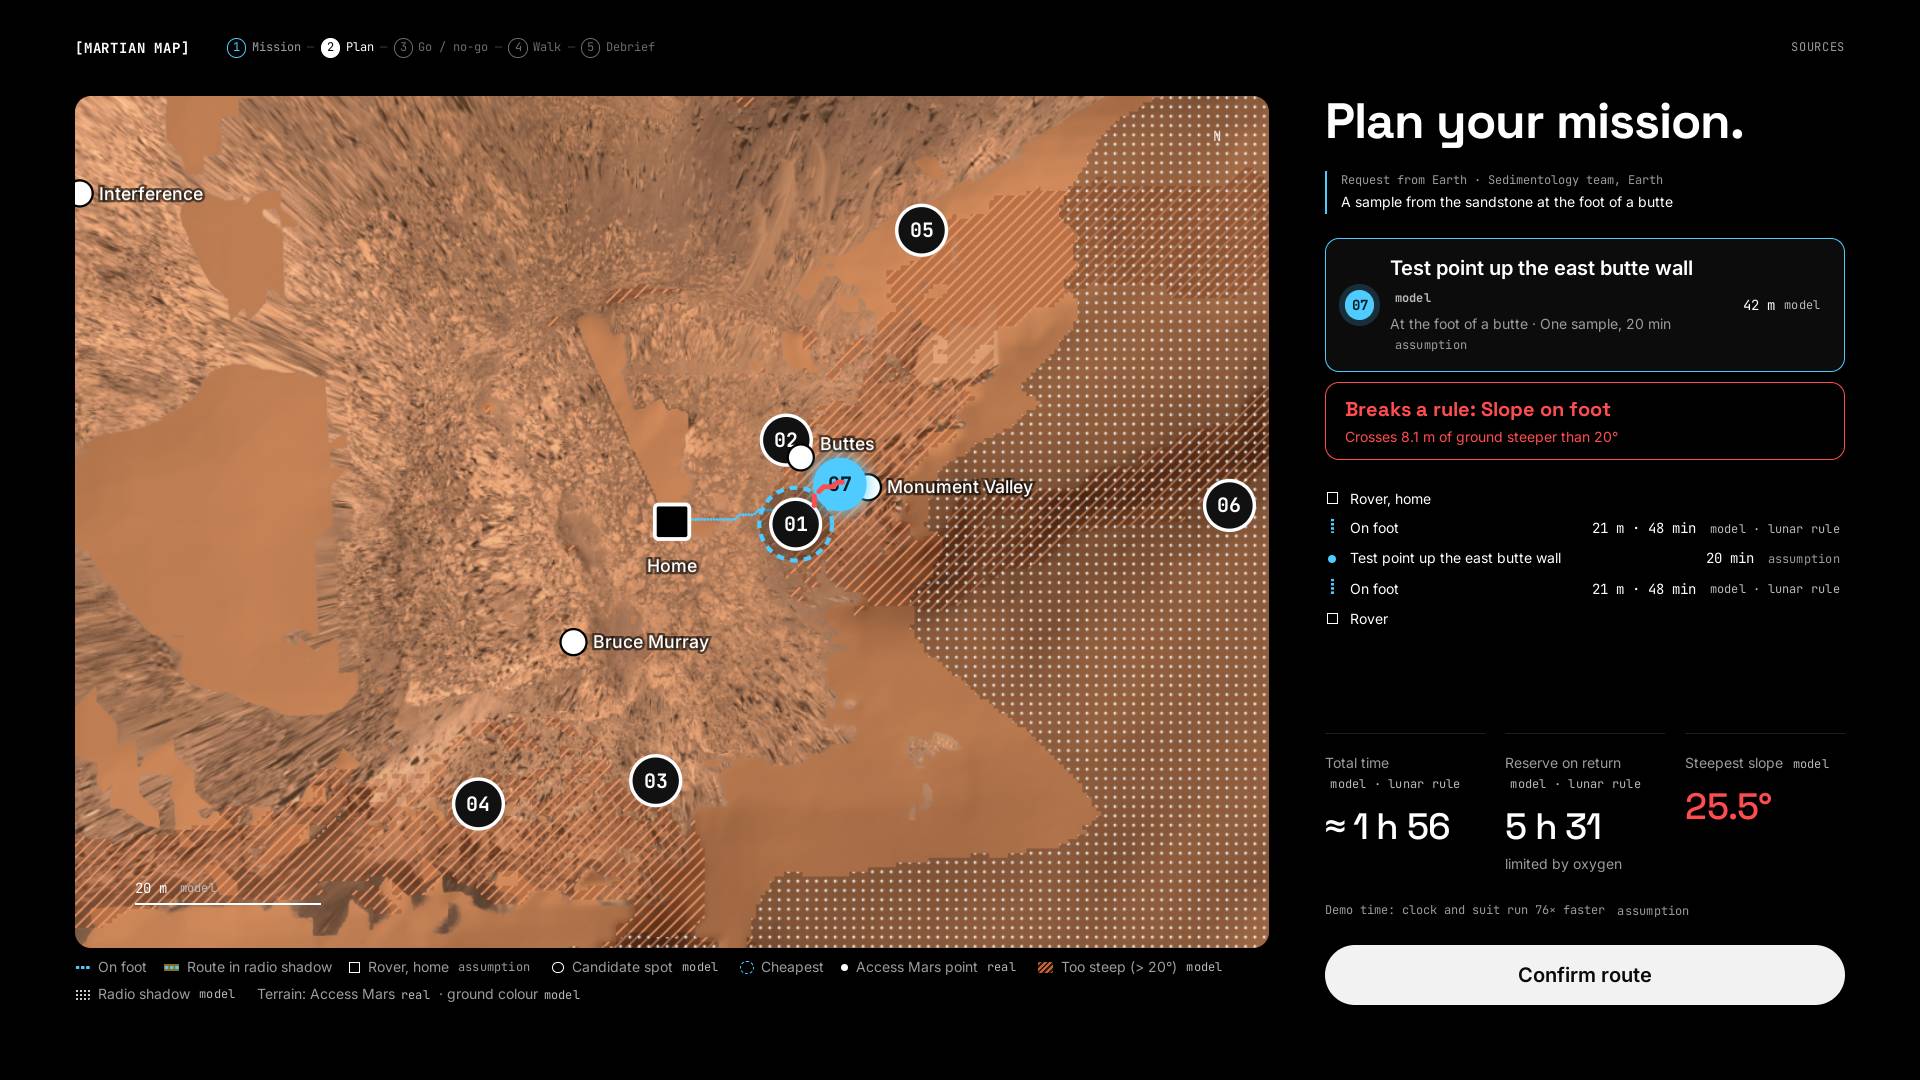 [MARTIAN MAP]
1 Mission – 2 Plan – 3 Go / no-go – 4 Walk – 5 Debrief
SOURCES
N
Interference
05
02
Buttes
07
Monument Valley
06
01
Home
Bruce Murray
03
04
20 m model
On foot
Route in radio shadow
Rover, home assumption
Candidate spot model
Cheapest
Access Mars point real
Too steep (> 20°) model
Radio shadow model
Terrain: Access Mars real · ground colour model
Plan your mission.
Request from Earth · Sedimentology team, Earth
A sample from the sandstone at the foot of a butte
Test point up the east butte wall
model
07
42 m model
At the foot of a butte · One sample, 20 min
assumption
Breaks a rule: Slope on foot
Crosses 8.1 m of ground steeper than 20°
Rover, home
On foot 21 m · 48 min model · lunar rule
Test point up the east butte wall 20 min assumption
On foot 21 m · 48 min model · lunar rule
Rover
Total time
model · lunar rule
≈ 1 h 56
Reserve on return
model · lunar rule
5 h 31
limited by oxygen
Steepest slope model
25.5°
Demo time: clock and suit run 76× faster assumption
Confirm route